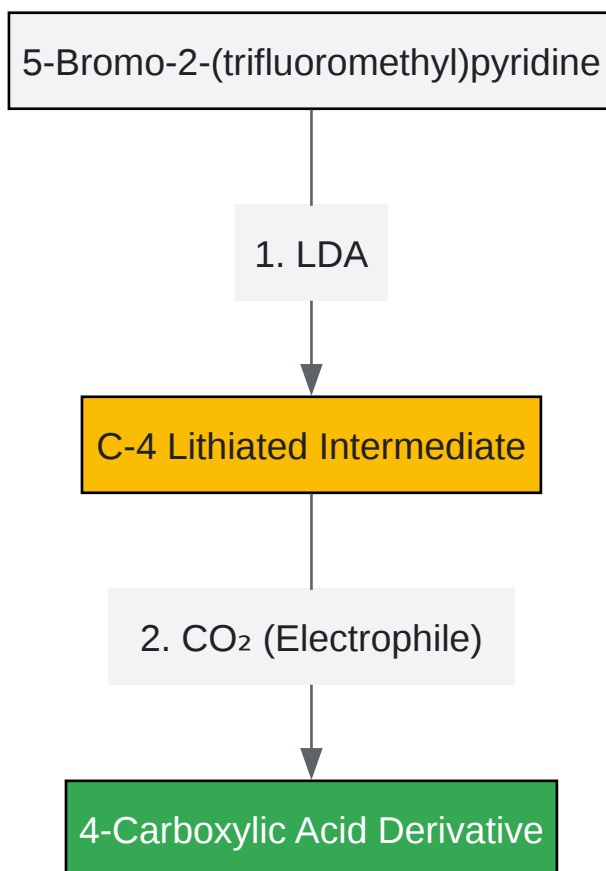 5-Bromo-2-(trifluoromethyl)pyridine
1. LDA
C-4 Lithiated Intermediate
2. CO₂ (Electrophile)
4-Carboxylic Acid Derivative